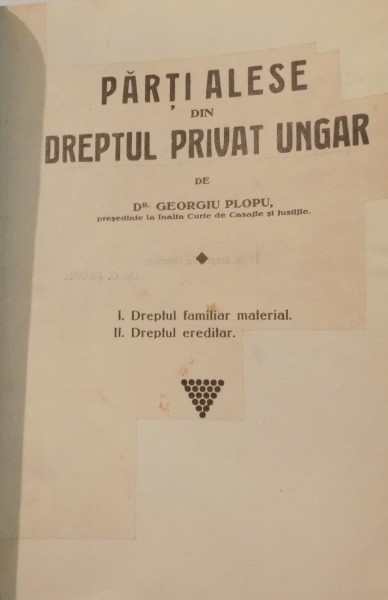 PĂRȚI ALESE
DIN
DREPTUL PRIVAT UNGAR
DE
DR. GEORGIU PLOPU,
președinte la Inalta Curte de Casație și Justiție.
I. Dreptul familiar material.
II. Dreptul ereditar.